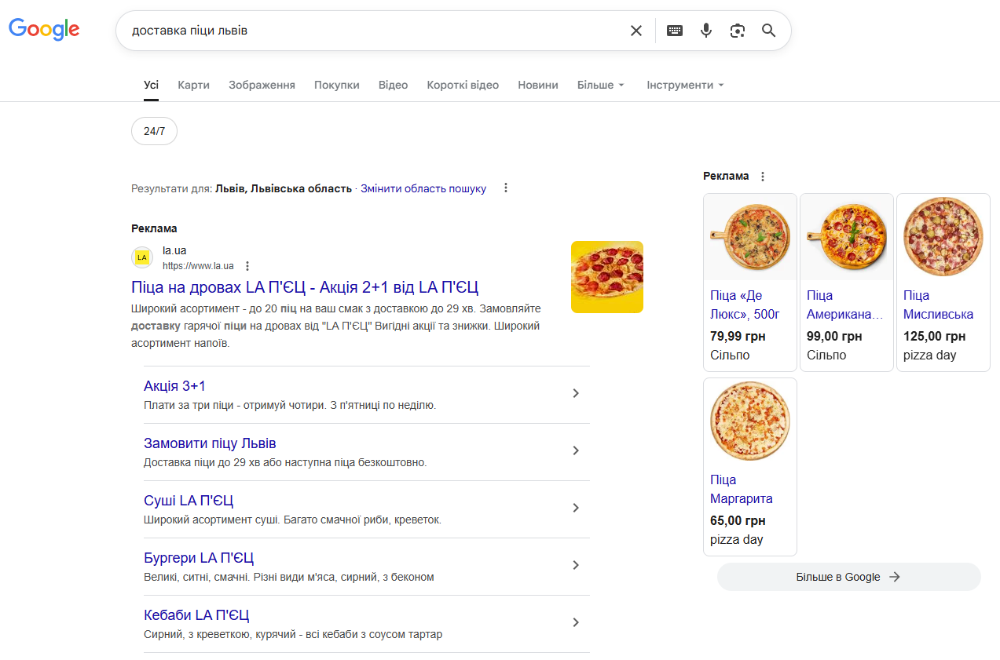 Google
доставка піци львів
Усі
Карти
Зображення
Покупки
Відео
Короткі відео
Новини
Більше
Інструменти
24/7
Результати для: Львів, Львівська область · Змінити область пошуку
Реклама
LA
la.ua
https://www.la.ua
Піца на дровах LA П'ЄЦ - Акція 2+1 від LA П'ЄЦ
Широкий асортимент - до 20 піц на ваш смак з доставкою до 29 хв. Замовляйте
доставку гарячої піци на дровах від "LA П'ЄЦ" Вигідні акції та знижки. Широкий
асортимент напоїв.
Акція 3+1
Плати за три піци - отримуй чотири. З п'ятниці по неділю.
Замовити піцу Львів
Доставка піци до 29 хв або наступна піца безкоштовно.
Суші LA П'ЄЦ
Широкий асортимент суші. Багато смачної риби, креветок.
Бургери LA П'ЄЦ
Великі, ситні, смачні. Різні види м'яса, сирний, з беконом
Кебаби LA П'ЄЦ
Сирний, з креветкою, курячий - всі кебаби з соусом тартар
Реклама
Піца «Де
Люкс», 500г
79,99 грн
Сільпо
Піца
Американа…
99,00 грн
Сільпо
Піца
Мисливська
125,00 грн
pizza day
Піца
Маргарита
65,00 грн
pizza day
Більше в Google